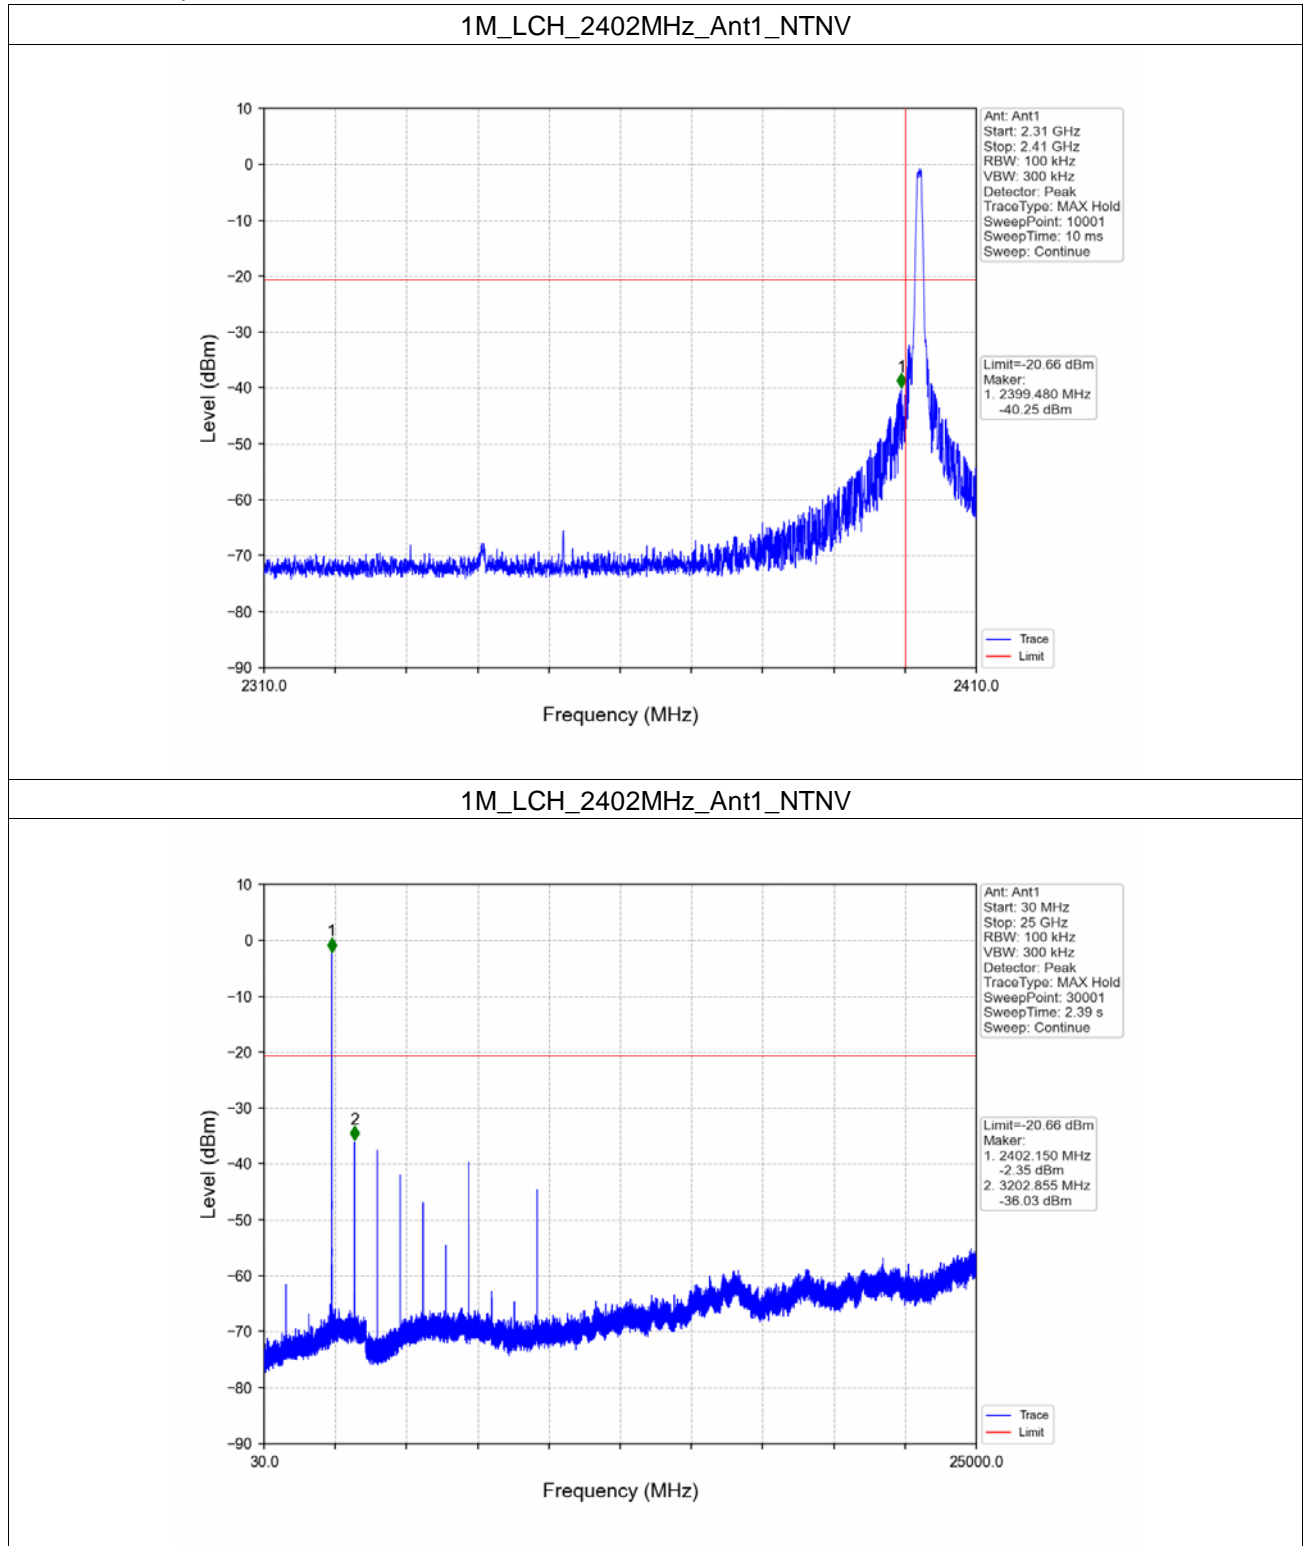 1M_LCH_2402MHz_Ant1_NTNV
10
0
−10
−20
−30
−40
−50
−60
−70
−80
−90
Level (dBm)
1
2310.0
2410.0
Frequency (MHz)
Ant: Ant1
Start: 2.31 GHz
Stop: 2.41 GHz
RBW: 100 kHz
VBW: 300 kHz
Detector: Peak
TraceType: MAX Hold
SweepPoint: 10001
SweepTime: 10 ms
Sweep: Continue
Limit=-20.66 dBm
Maker:
1. 2399.480 MHz
-40.25 dBm
Trace
Limit
1M_LCH_2402MHz_Ant1_NTNV
10
0
−10
−20
−30
−40
−50
−60
−70
−80
−90
Level (dBm)
1
2
30.0
25000.0
Frequency (MHz)
Ant: Ant1
Start: 30 MHz
Stop: 25 GHz
RBW: 100 kHz
VBW: 300 kHz
Detector: Peak
TraceType: MAX Hold
SweepPoint: 30001
SweepTime: 2.39 s
Sweep: Continue
Limit=-20.66 dBm
Maker:
1. 2402.150 MHz
-2.35 dBm
2. 3202.855 MHz
-36.03 dBm
Trace
Limit